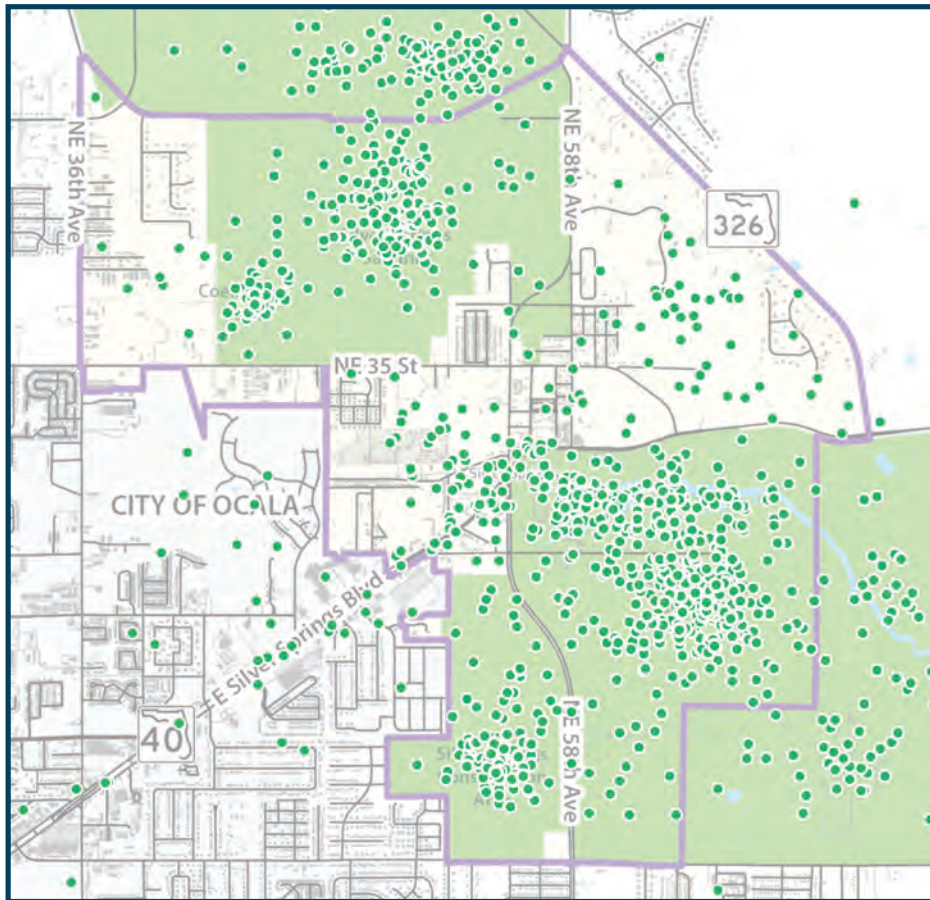 NE 36th Ave
NE 58th Ave
326
NE 35 St
CITY OF OCALA
E Silver Springs Blvd
40
NE 58th Ave